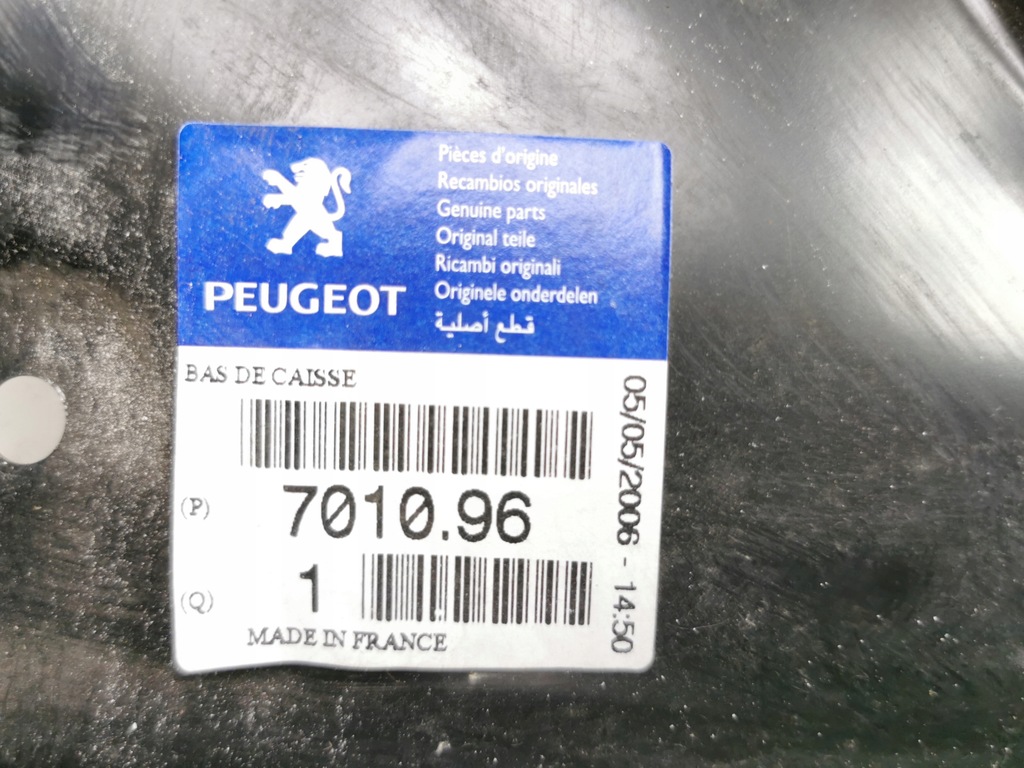 PEUGEOT
Pièces d'origine
Recambios originales
Genuine parts
Original teile
Ricambi originali
Originele onderdelen
قطع أصلية
BAS DE CAISSE
(P) 7010.96
(Q) 1
MADE IN FRANCE
05/05/2006 - 14:50